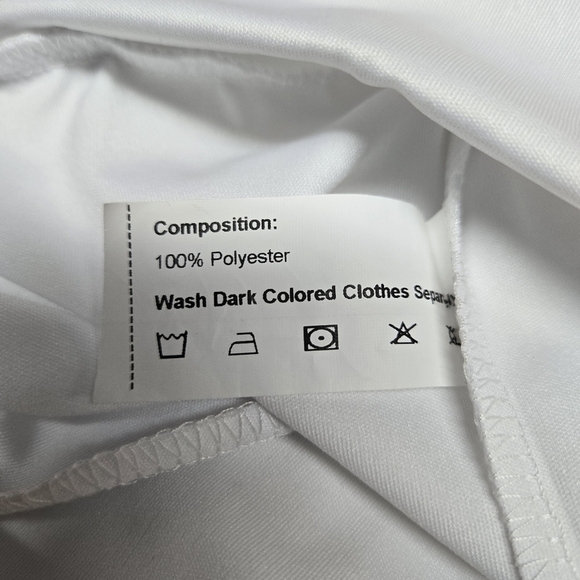 Composition:
100% Polyester
Wash Dark Colored Clothes